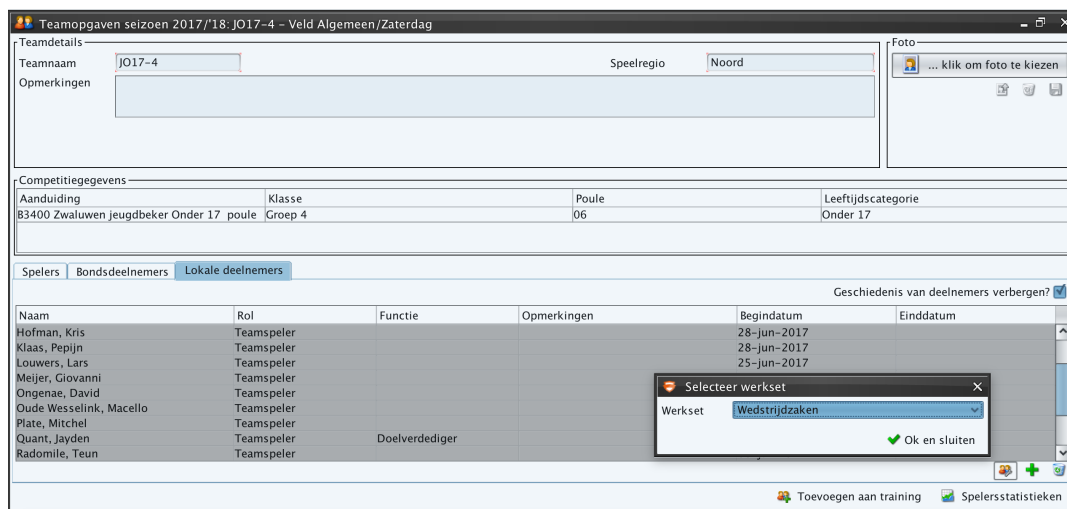 Teamopgaven seizoen 2017/'18: JO17-4 - Veld Algemeen/Zaterdag
Teamdetails
Foto
Teamnaam JO17-4 Speelregio Noord
... klik om foto te kiezen
Opmerkingen
Competitiegegevens
Aanduiding Klasse Poule Leeftijdscategorie
B3400 Zwaluwen jeugdbeker Onder 17 poule Groep 4 06 Onder 17
Spelers Bondsdeelnemers Lokale deelnemers
Geschiedenis van deelnemers verbergen?
Naam Rol Functie Opmerkingen Begindatum Einddatum
Hofman, Kris Teamspeler 28-jun-2017
Klaas, Pepijn Teamspeler 28-jun-2017
Louwers, Lars Teamspeler 25-jun-2017
Meijer, Giovanni Teamspeler
Ongenae, David Teamspeler
Oude Wesselink, Macello Teamspeler
Plate, Mitchel Teamspeler
Quant, Jayden Teamspeler Doelverdediger
Radomile, Teun Teamspeler
Selecteer werkset
Werkset Wedstrijdzaken
Ok en sluiten
Toevoegen aan training Spelersstatistieken